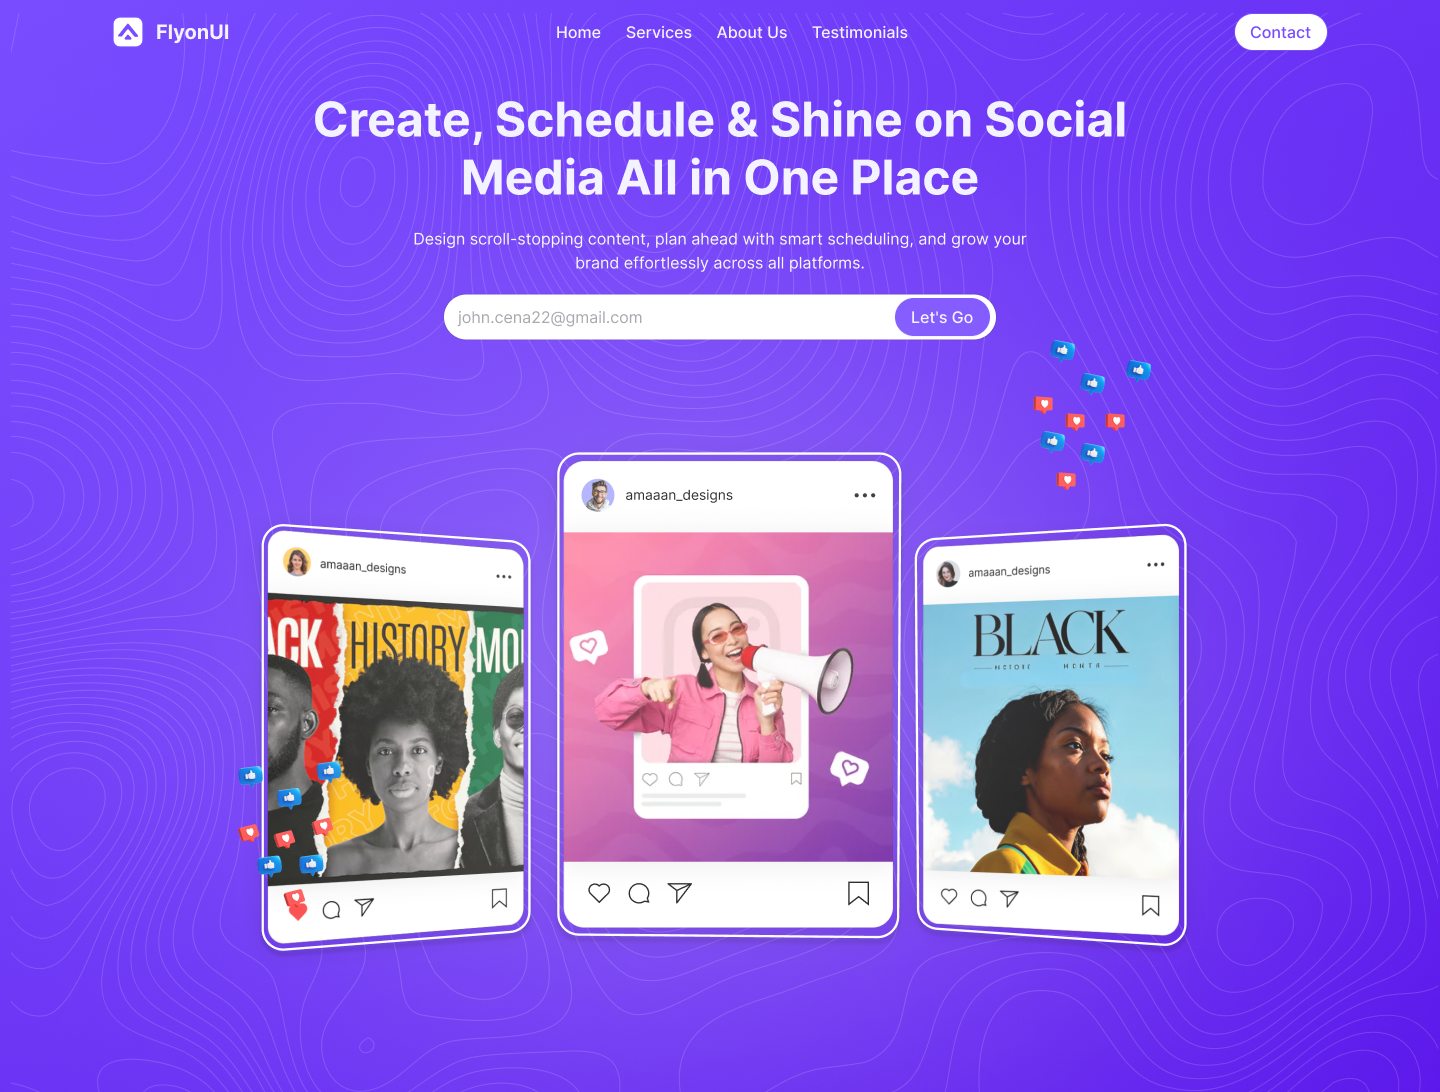 FlyonUI
Home Services About Us Testimonials
Contact
Create, Schedule & Shine on Social
Media All in One Place
Design scroll-stopping content, plan ahead with smart scheduling, and grow your
brand effortlessly across all platforms.
john.cena22@gmail.com
Let's Go
amaaan_designs
amaaan_designs
ACK HISTORY MO
amaaan_designs
BLACK
HISTORY MONTH